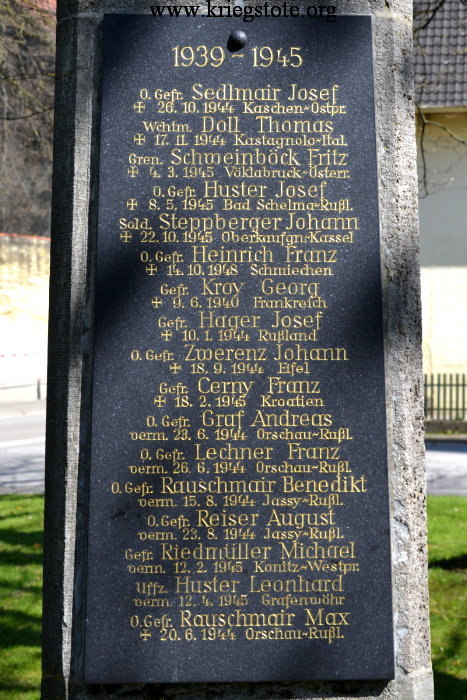 www.kriegstote.org
1939-1945
O. Gefr. Sedlmair Josef
✠ 26.10.1944 Kaschen-Ostpr.
Wchtm. Doll Thomas
✠ 17.11.1944 Kastagnolo-Ital.
Gren. Schweinböck Fritz
✠ 4.3.1945 Vöklabruck-Österr.
O. Gefr. Huster Josef
✠ 8.5.1945 Bad Schelma-Rußl.
Sold. Steppberger Johann
✠ 22.10.1945 Oberkaufgn-Kassel
O. Gefr. Heinrich Franz
✠ 14.10.1948 Schmiechen
Gefr. Kray Georg
✠ 9.6.1940 Frankreich
Gefr. Hager Josef
✠ 10.1.1944 Rußland
O. Gefr. Zwerenz Johann
✠ 18.9.1944 Eifel
Gefr. Cerny Franz
✠ 18.2.1945 Kroatien
O. Gefr. Graf Andreas
verm. 23.6.1944 Orschau-Rußl.
O. Gefr. Lechner Franz
verm. 26.6.1944 Orschau-Rußl.
O. Gefr. Rauschmair Benedikt
verm. 15.8.1944 Jassy-Rußl.
O. Gefr. Reiser August
verm. 23.8.1944 Jassy-Rußl.
Gefr. Riedmüller Michael
verm. 12.2.1945 Konitz-Westpr.
Uffz. Huster Leonhard
verm. 12.4.1945 Grafenwöhr
O. Gefr. Rauschmair Max
✠ 20.6.1944 Orschau-Rußl.